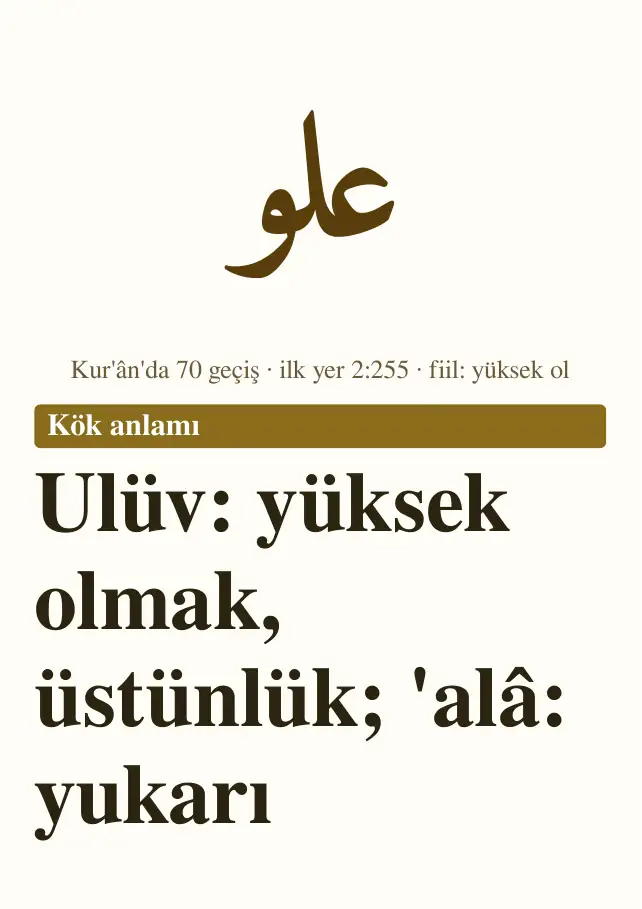 علو
Kur'ân'da 70 geçiş · ilk yer 2:255 · fiil: yüksek ol
Kök anlamı
Ulüv: yüksek
olmak,
üstünlük; 'alâ:
yukarı